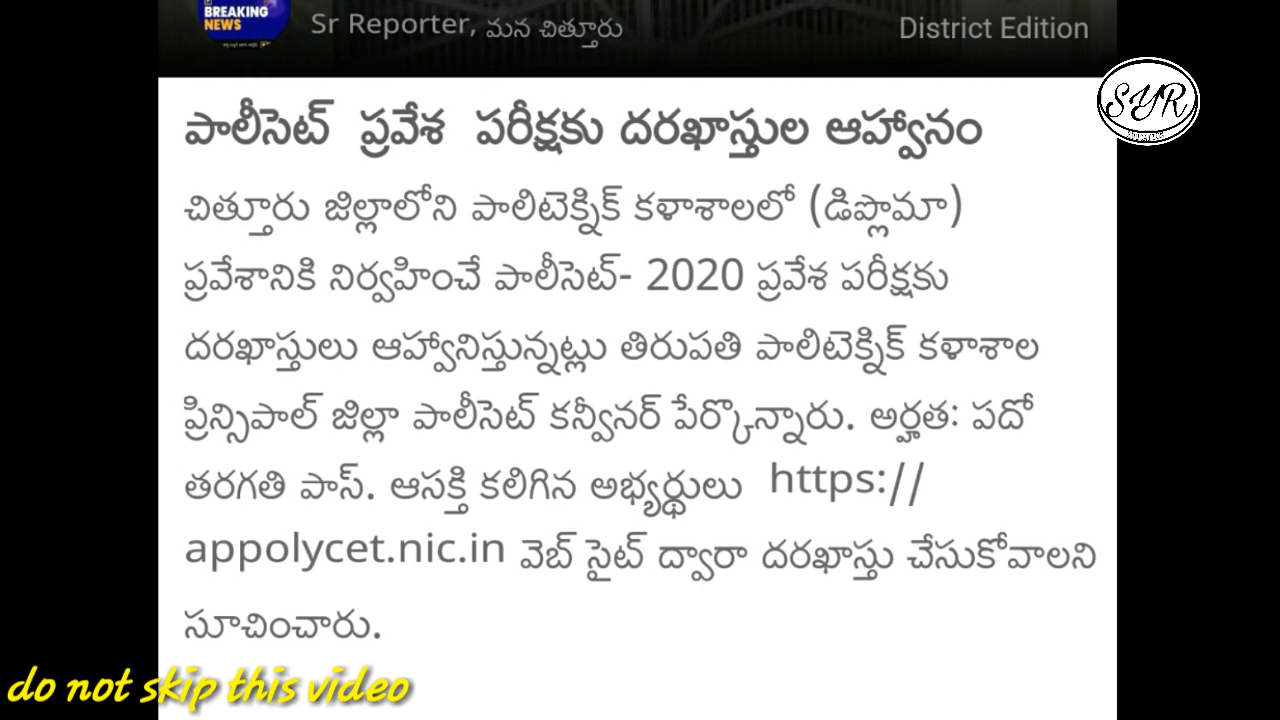 BREAKING
NEWS
Sr Reporter, మన చిత్తూరు
District Edition
SYR
పాలీసెట్ ప్రవేశ పరీక్షకు దరఖాస్తుల ఆహ్వానం
చిత్తూరు జిల్లాలోని పాలిటెక్నిక్ కళాశాలలో (డిప్లొమా)
ప్రవేశానికి నిర్వహించే పాలీసెట్- 2020 ప్రవేశ పరీక్షకు
దరఖాస్తులు ఆహ్వానిస్తున్నట్లు తిరుపతి పాలిటెక్నిక్ కళాశాల
ప్రిన్సిపాల్ జిల్లా పాలీసెట్ కన్వీనర్ పేర్కొన్నారు. అర్హత: పదో
తరగతి పాస్. ఆసక్తి కలిగిన అభ్యర్థులు https://
appolycet.nic.in వెబ్ సైట్ ద్వారా దరఖాస్తు చేసుకోవాలని
సూచించారు.
do not skip this video